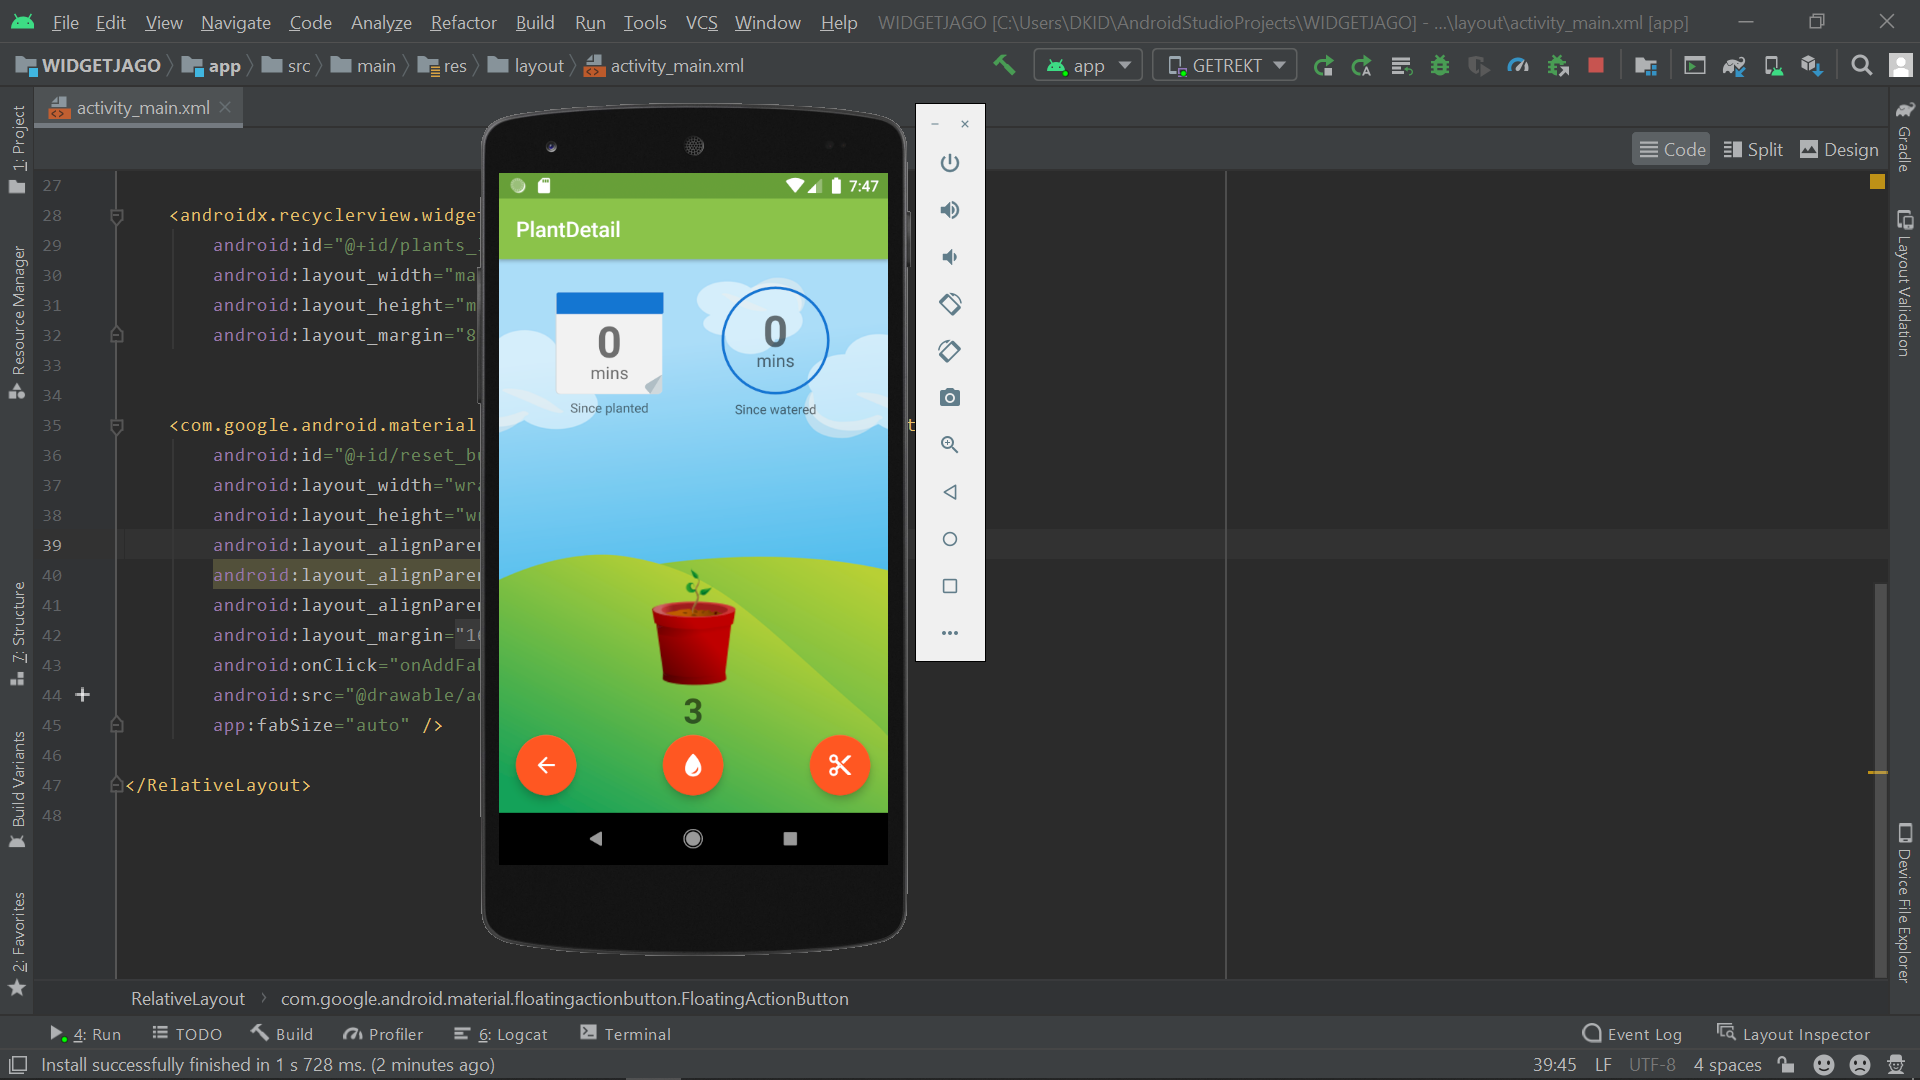 File Edit View Navigate Code Analyze Refactor Build Run Tools VCS Window Help WIDGETJAGO [C:\Users\DKID\AndroidStudioProjects\WIDGETJAGO] - ...\layout\activity_main.xml [app]
WIDGETJAGO app src main res layout activity_main.xml app GETREKT
activity_main.xml
Code Split Design
1: Project
Resource Manager
7: Structure
Build Variants
2: Favorites
27
28 <androidx.recyclerview.widget
29 android:id="@+id/plants_
30 android:layout_width="ma
31 android:layout_height="m
32 android:layout_margin="8
33
34
35 <com.google.android.material t
36 android:id="@+id/reset_bu
37 android:layout_width="wra
38 android:layout_height="w
39 android:layout_alignParen
40 android:layout_alignParen
41 android:layout_alignParen
42 android:layout_margin="16
43 android:onClick="onAddFa
44 android:src="@drawable/a
45 app:fabSize="auto" />
46
47 </RelativeLayout>
48
7:47
PlantDetail
0
mins
Since planted
0
mins
Since watered
3
Gradle
Layout Validation
Device File Explorer
RelativeLayout com.google.android.material.floatingactionbutton.FloatingActionButton
4: Run TODO Build Profiler 6: Logcat Terminal Event Log Layout Inspector
Install successfully finished in 1 s 728 ms. (2 minutes ago) 39:45 LF UTF-8 4 spaces